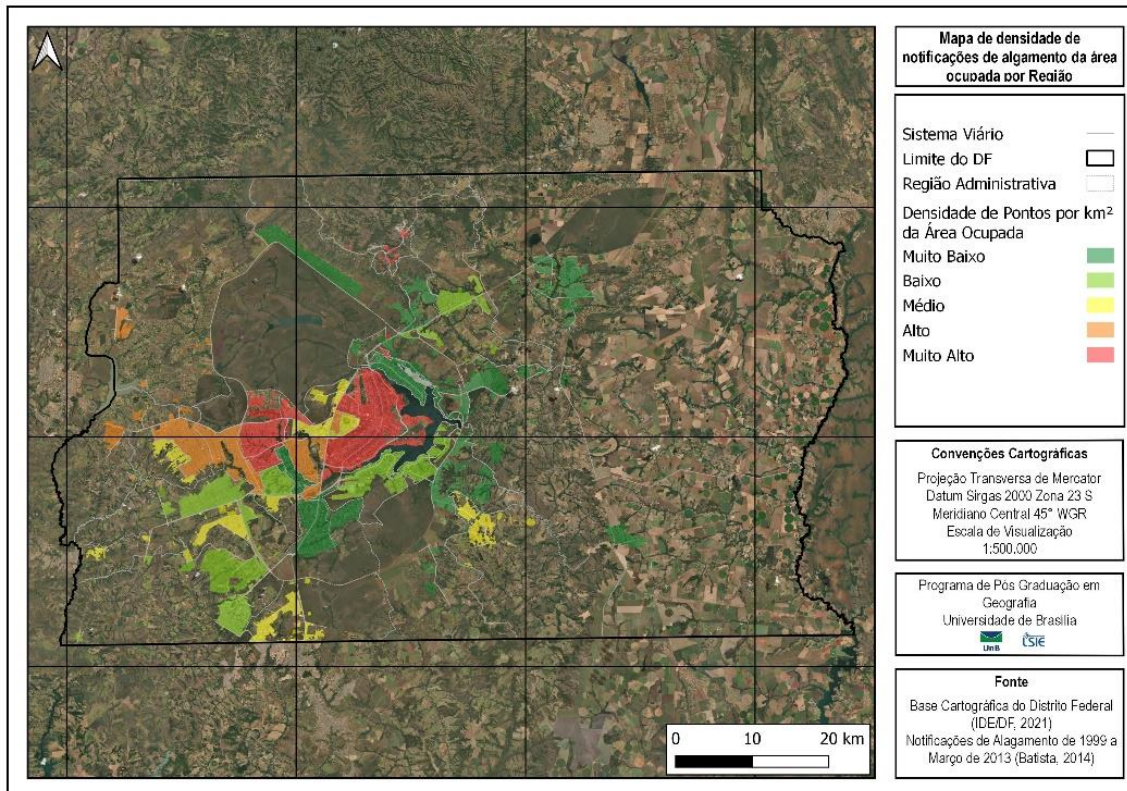 Mapa de densidade de
notificações de algamento da área
ocupada por Região
Sistema Viário
Limite do DF
Região Administrativa
Densidade de Pontos por km²
da Área Ocupada
Muito Baixo
Baixo
Médio
Alto
Muito Alto
Convenções Cartográficas
Projeção Transversa de Mercator
Datum Sirgas 2000 Zona 23 S
Meridiano Central 45° WGR
Escala de Visualização
1:500.000
Programa de Pós Graduação em
Geografia
Universidade de Brasília
UnB LSIE
Fonte
Base Cartográfica do Distrito Federal
(IDE/DF, 2021)
Notificações de Alagamento de 1999 a
Março de 2013 (Batista, 2014)
0 10 20 km